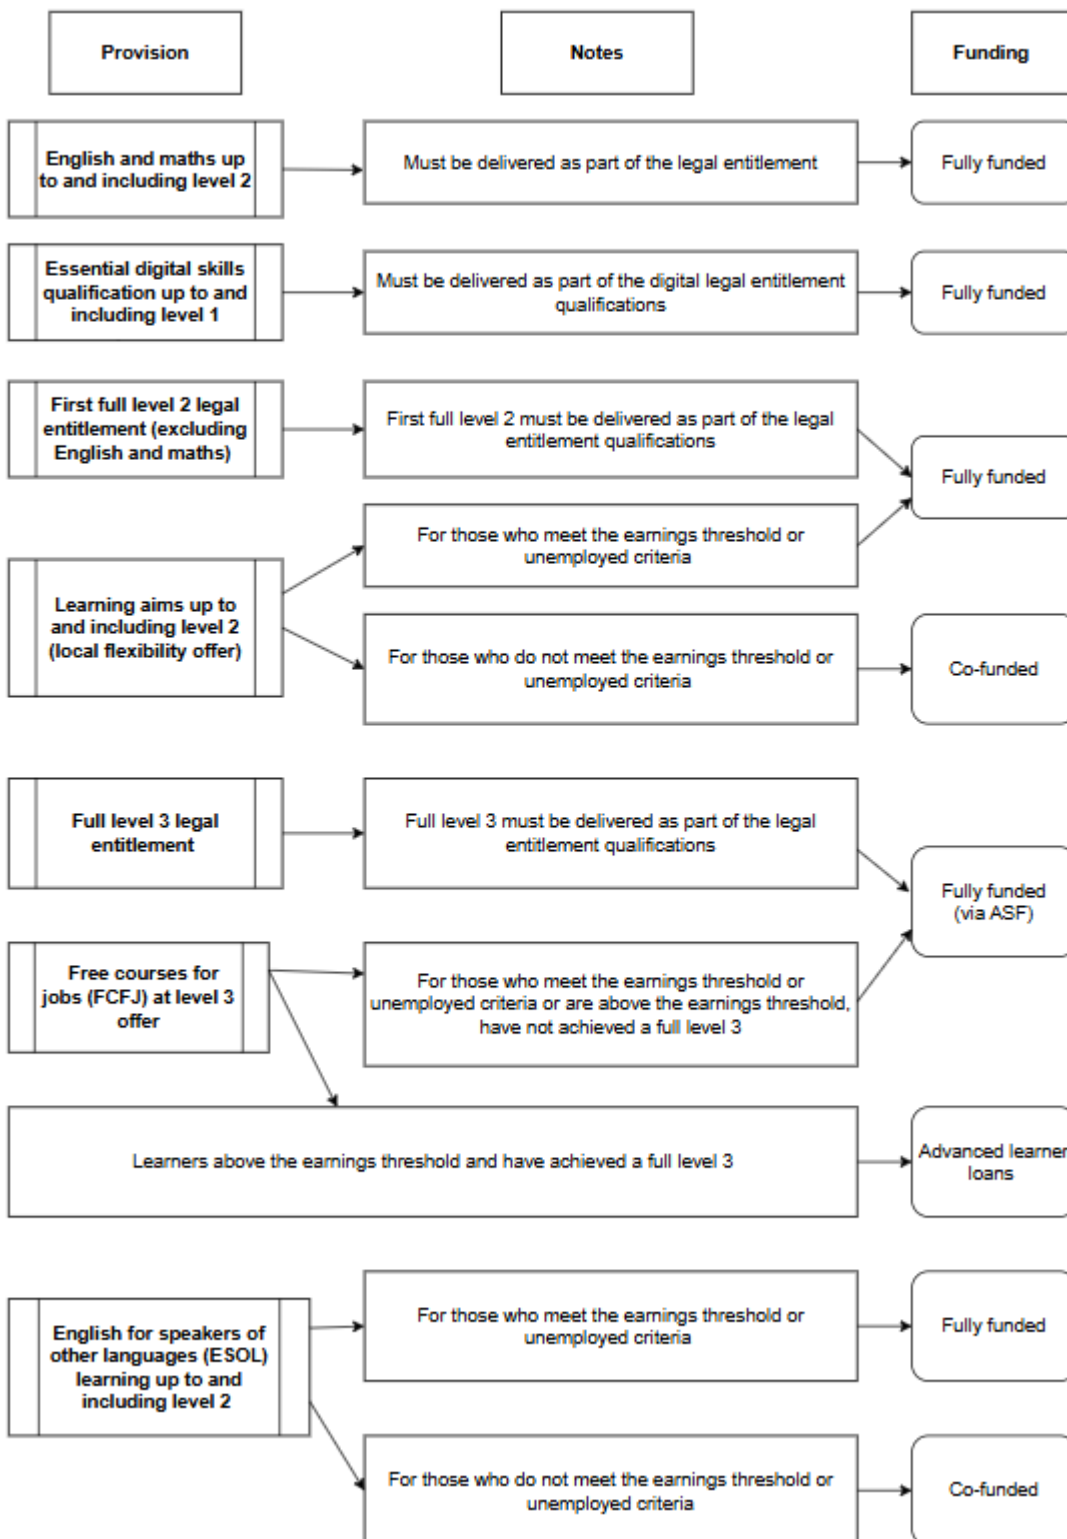 Provision
Notes
Funding
English and maths up
to and including level 2
Must be delivered as part of the legal entitlement
Fully funded
Essential digital skills
qualification up to and
including level 1
Must be delivered as part of the digital legal entitlement
qualifications
Fully funded
First full level 2 legal
entitlement (excluding
English and maths)
First full level 2 must be delivered as part of the legal
entitlement qualifications
Fully funded
Learning aims up to
and including level 2
(local flexibility offer)
For those who meet the earnings threshold or
unemployed criteria
For those who do not meet the earnings threshold or
unemployed criteria
Co-funded
Full level 3 legal
entitlement
Full level 3 must be delivered as part of the legal
entitlement qualifications
Fully funded
(via ASF)
Free courses for
jobs (FCFJ) at level 3
offer
For those who meet the earnings threshold or
unemployed criteria or are above the earnings threshold,
have not achieved a full level 3
Learners above the earnings threshold and have achieved a full level 3
Advanced learner
loans
English for speakers of
other languages (ESOL)
learning up to and
including level 2
For those who meet the earnings threshold or
unemployed criteria
Fully funded
For those who do not meet the earnings threshold or
unemployed criteria
Co-funded